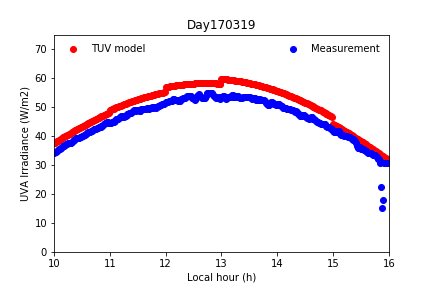 Day170319
TUV model
Measurement
UVA Irradiance (W/m2)
70
60
50
40
30
20
10
0
10 11 12 13 14 15 16
Local hour (h)